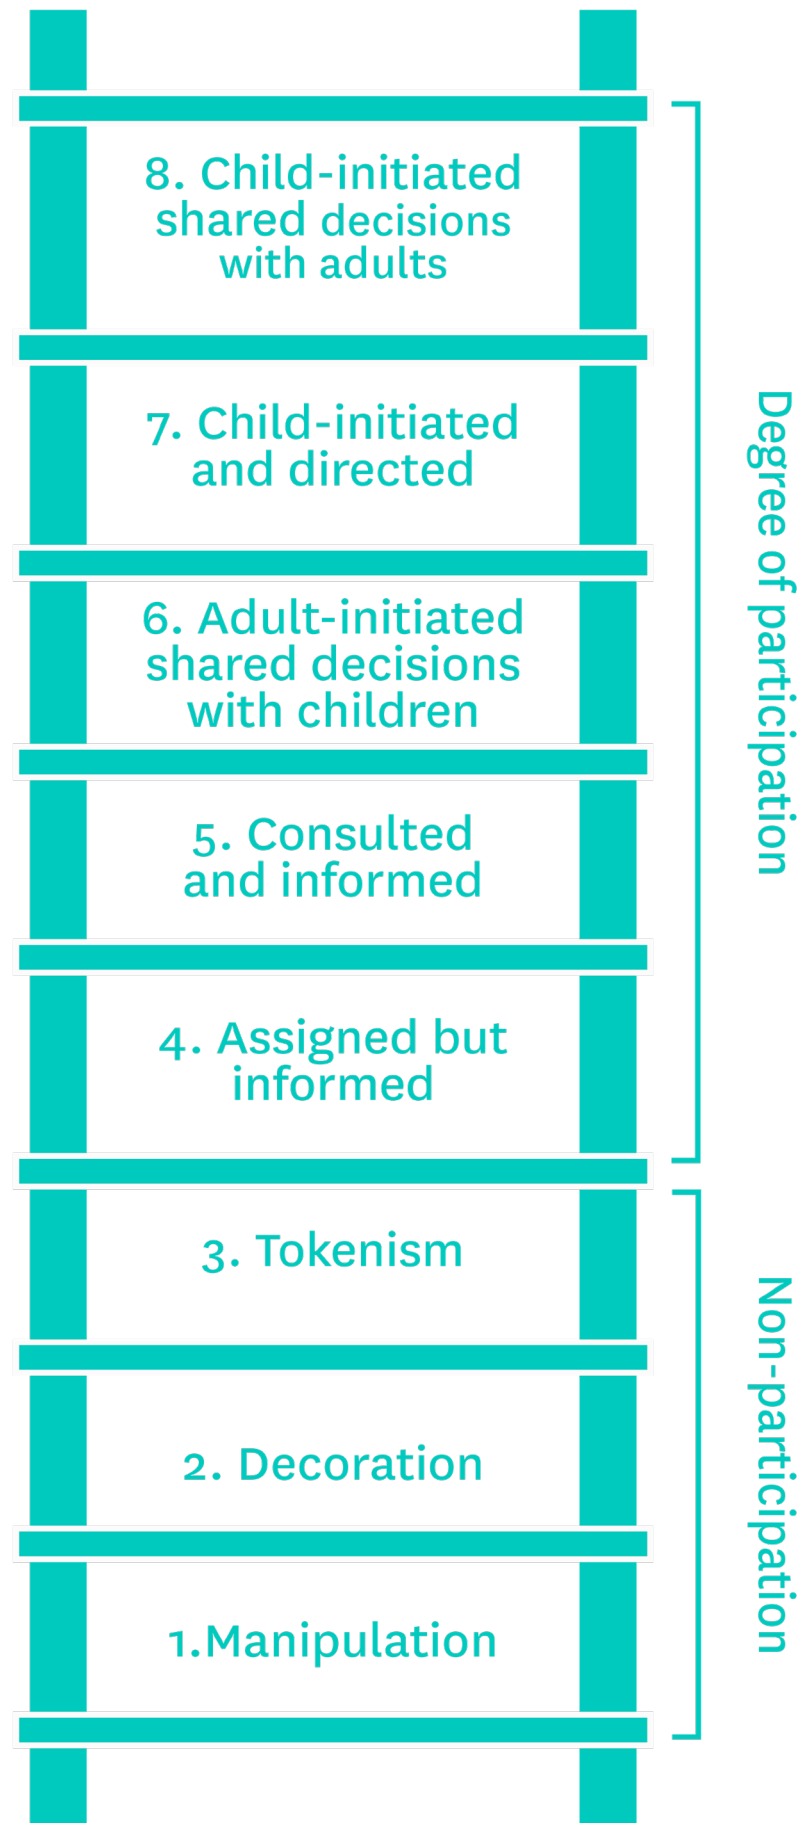 8. Child-initiated
shared decisions
with adults
7. Child-initiated
and directed
6. Adult-initiated
shared decisions
with children
5. Consulted
and informed
4. Assigned but
informed
3. Tokenism
2. Decoration
1.Manipulation
Degree of participation
Non-participation